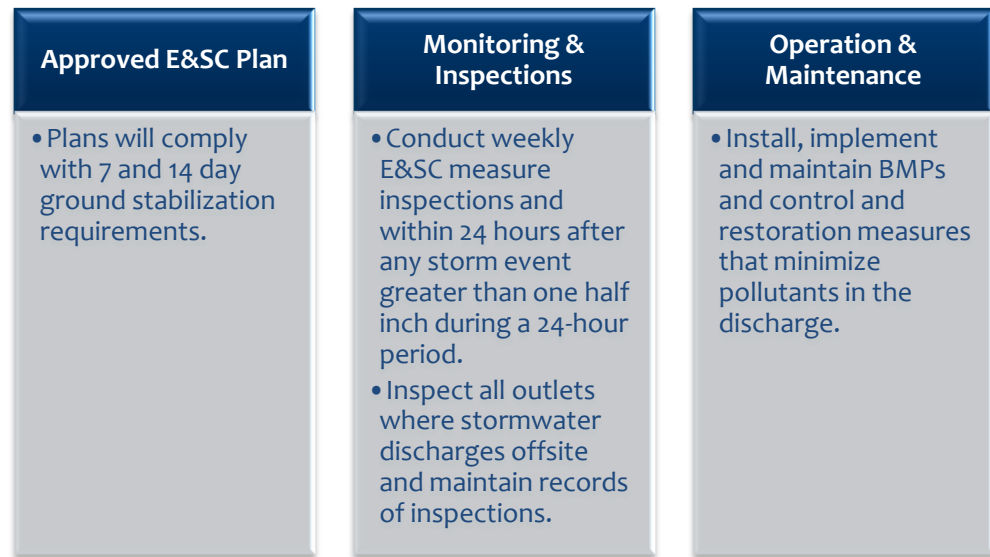 Approved E&SC Plan
• Plans will comply
with 7 and 14 day
ground stabilization
requirements.
Monitoring &
Inspections
• Conduct weekly
E&SC measure
inspections and
within 24 hours after
any storm event
greater than one half
inch during a 24-hour
period.
• Inspect all outlets
where stormwater
discharges offsite
and maintain records
of inspections.
Operation &
Maintenance
• Install, implement
and maintain BMPs
and control and
restoration measures
that minimize
pollutants in the
discharge.